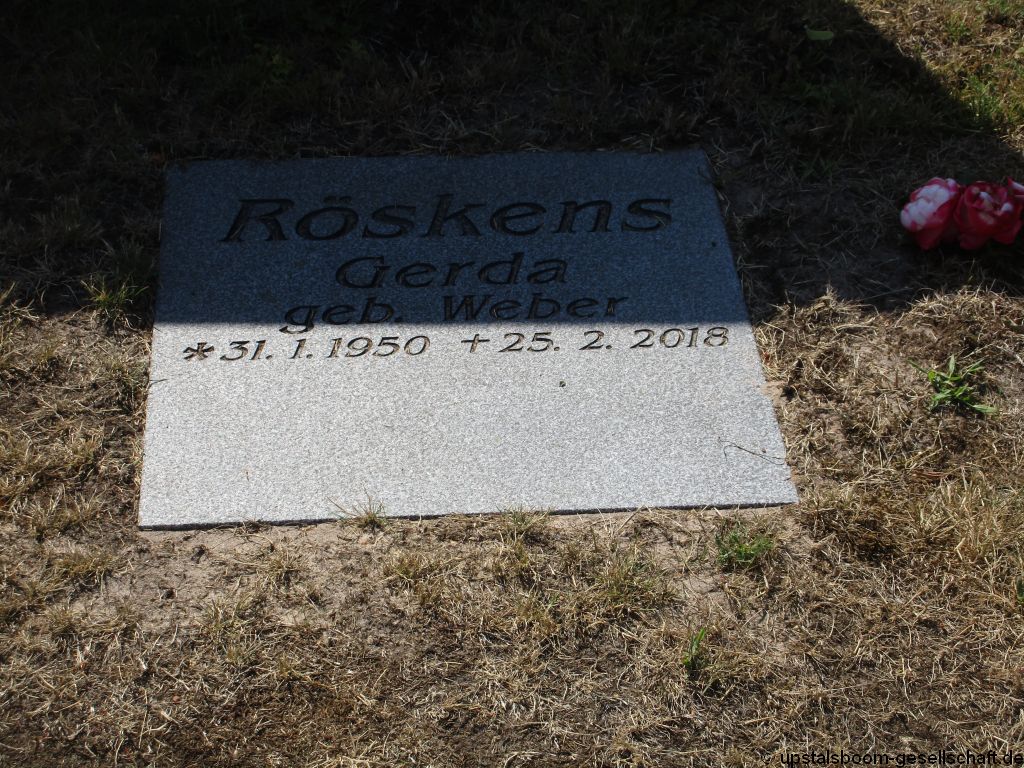 Röskens
Gerda
geb. Weber
* 31. 1. 1950 + 25. 2. 2018
© upstalsboom-gesellschaft.de